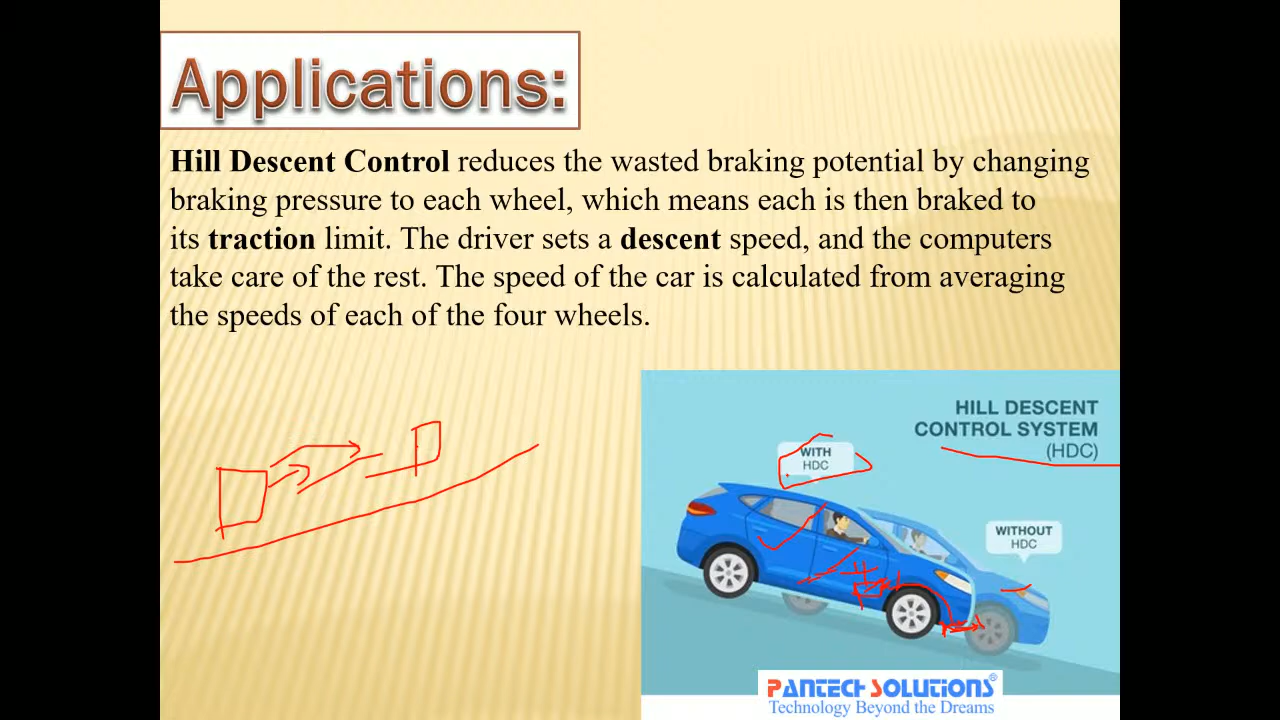 Applications:
Hill Descent Control reduces the wasted braking potential by changing
braking pressure to each wheel, which means each is then braked to
its traction limit. The driver sets a descent speed, and the computers
take care of the rest. The speed of the car is calculated from averaging
the speeds of each of the four wheels.
HILL DESCENT
CONTROL SYSTEM
(HDC)
WITH
HDC
WITHOUT
HDC
PANTECH SOLUTIONS®
Technology Beyond the Dreams